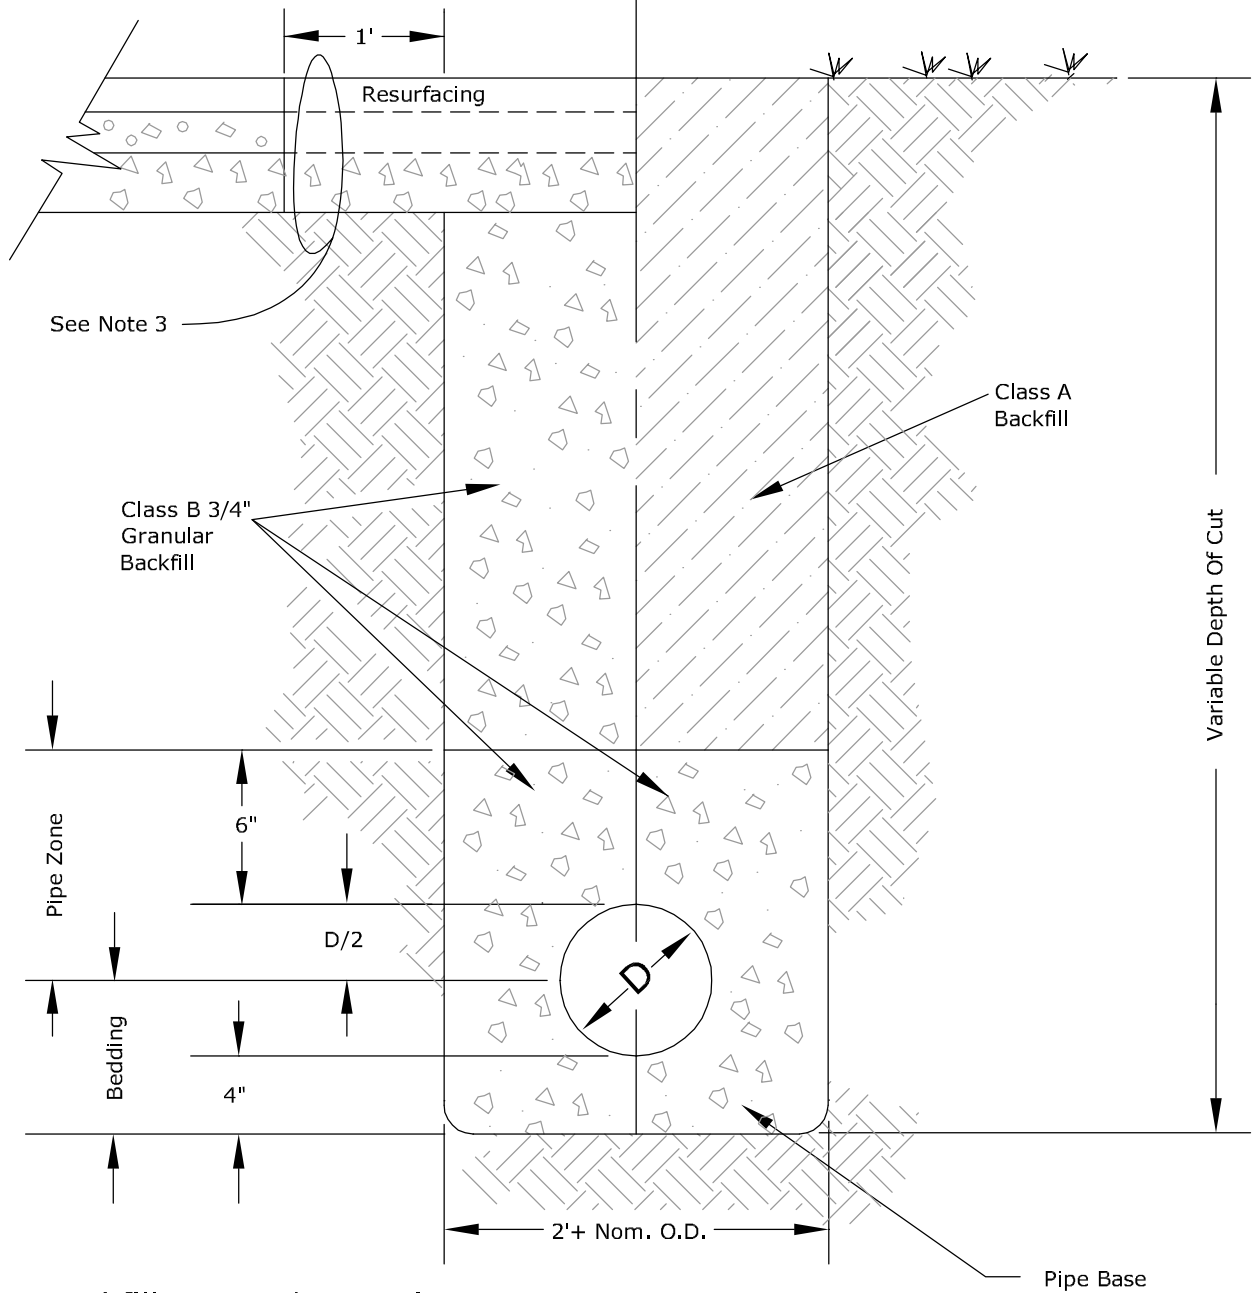 1'
Resurfacing
See Note 3
Class A
Backfill
Class B 3/4"
Granular
Backfill
Variable Depth Of Cut
6"
Pipe Zone
D/2
D
Bedding
4"
2'+ Nom. O.D.
Pipe Base